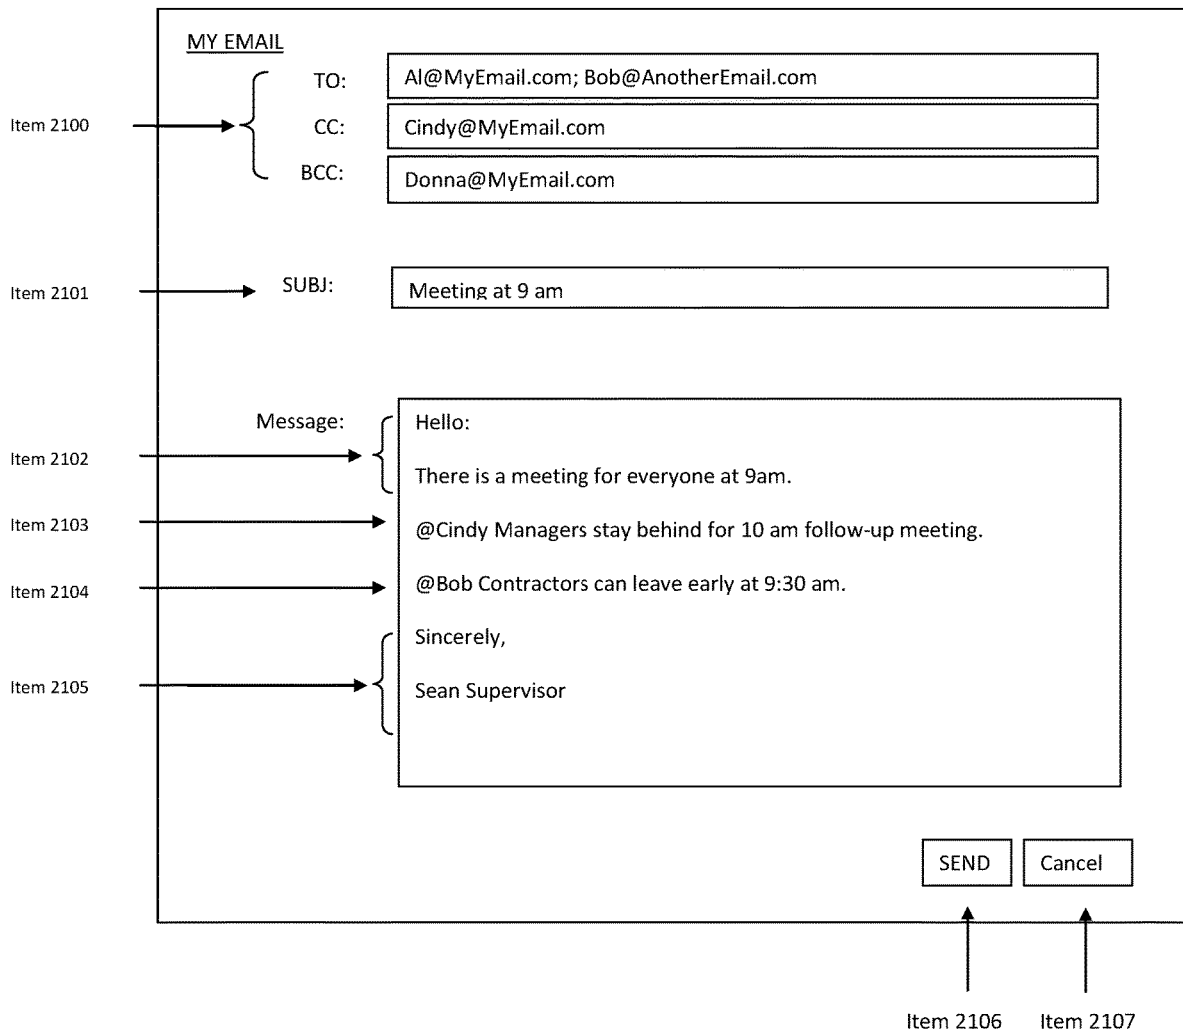 MY EMAIL
TO: Al@MyEmail.com; Bob@AnotherEmail.com
Item 2100 CC: Cindy@MyEmail.com
BCC: Donna@MyEmail.com
Item 2101 SUBJ: Meeting at 9 am
Message: Hello:
Item 2102
There is a meeting for everyone at 9am.
Item 2103 @Cindy Managers stay behind for 10 am follow-up meeting.
Item 2104 @Bob Contractors can leave early at 9:30 am.
Sincerely,
Item 2105 Sean Supervisor
SEND Cancel
Item 2106 Item 2107